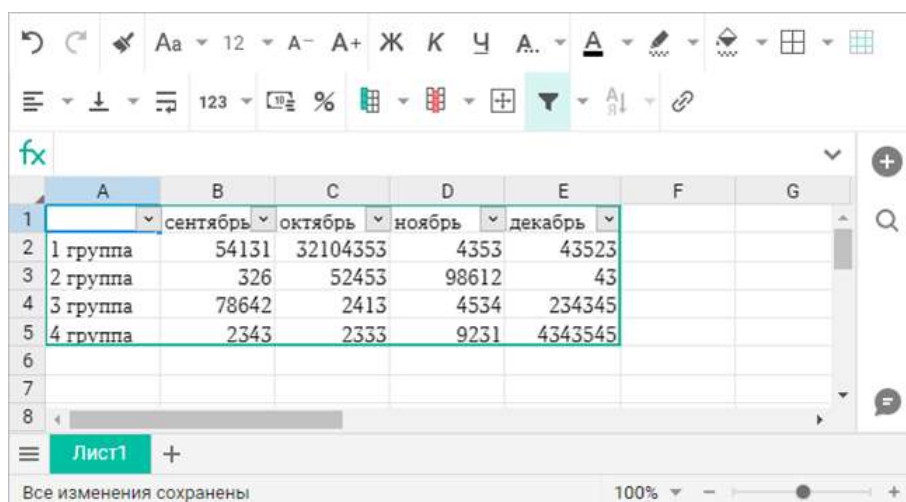 Aa 12 A− A+ Ж К Ч А.. А
123 10 % АЯ
fx
A B C D E F G
1 сентябрь октябрь ноябрь декабрь
2 1 группа 54131 32104353 4353 43523
3 2 группа 326 52453 98612 43
4 3 группа 78642 2413 4534 234345
5 4 группа 2343 2333 9231 4343545
6
7
8
Лист1 +
Все изменения сохранены 100% − +